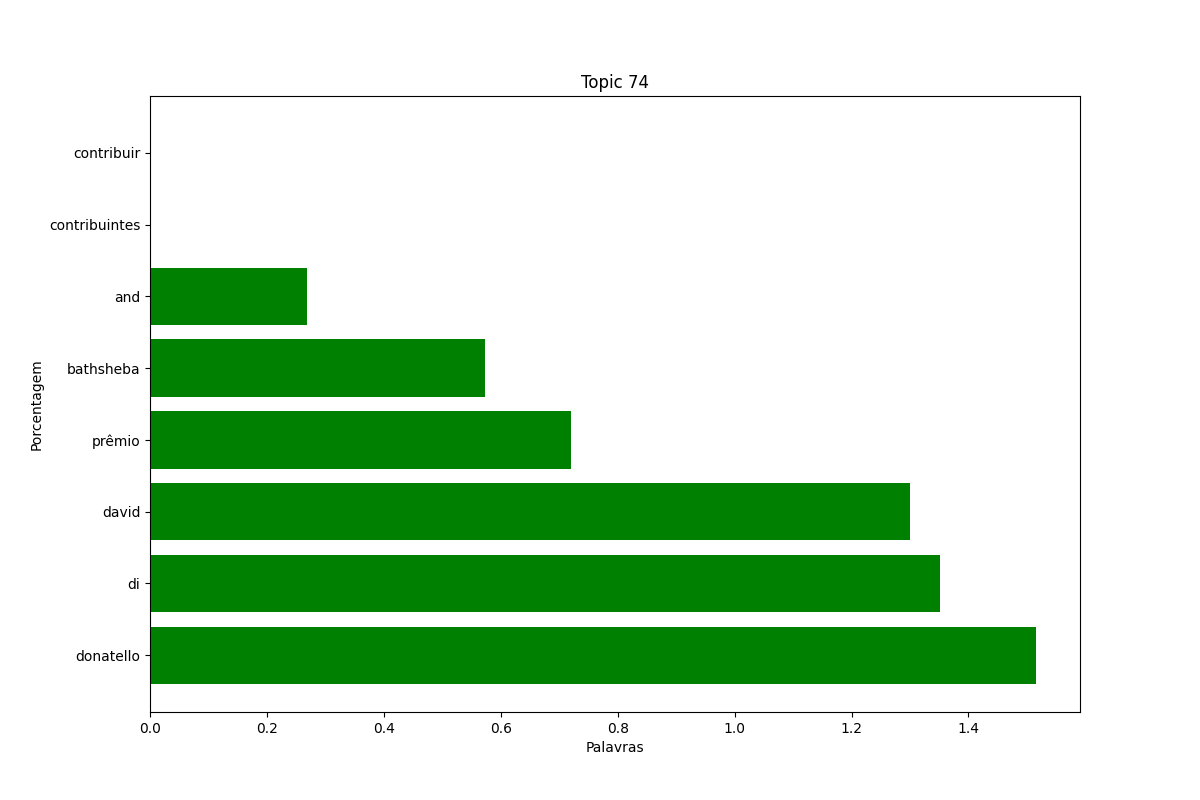 Topic 74
contribuir
contribuintes
and
bathsheba
prêmio
david
di
donatello
Porcentagem
0.0 0.2 0.4 0.6 0.8 1.0 1.2 1.4
Palavras